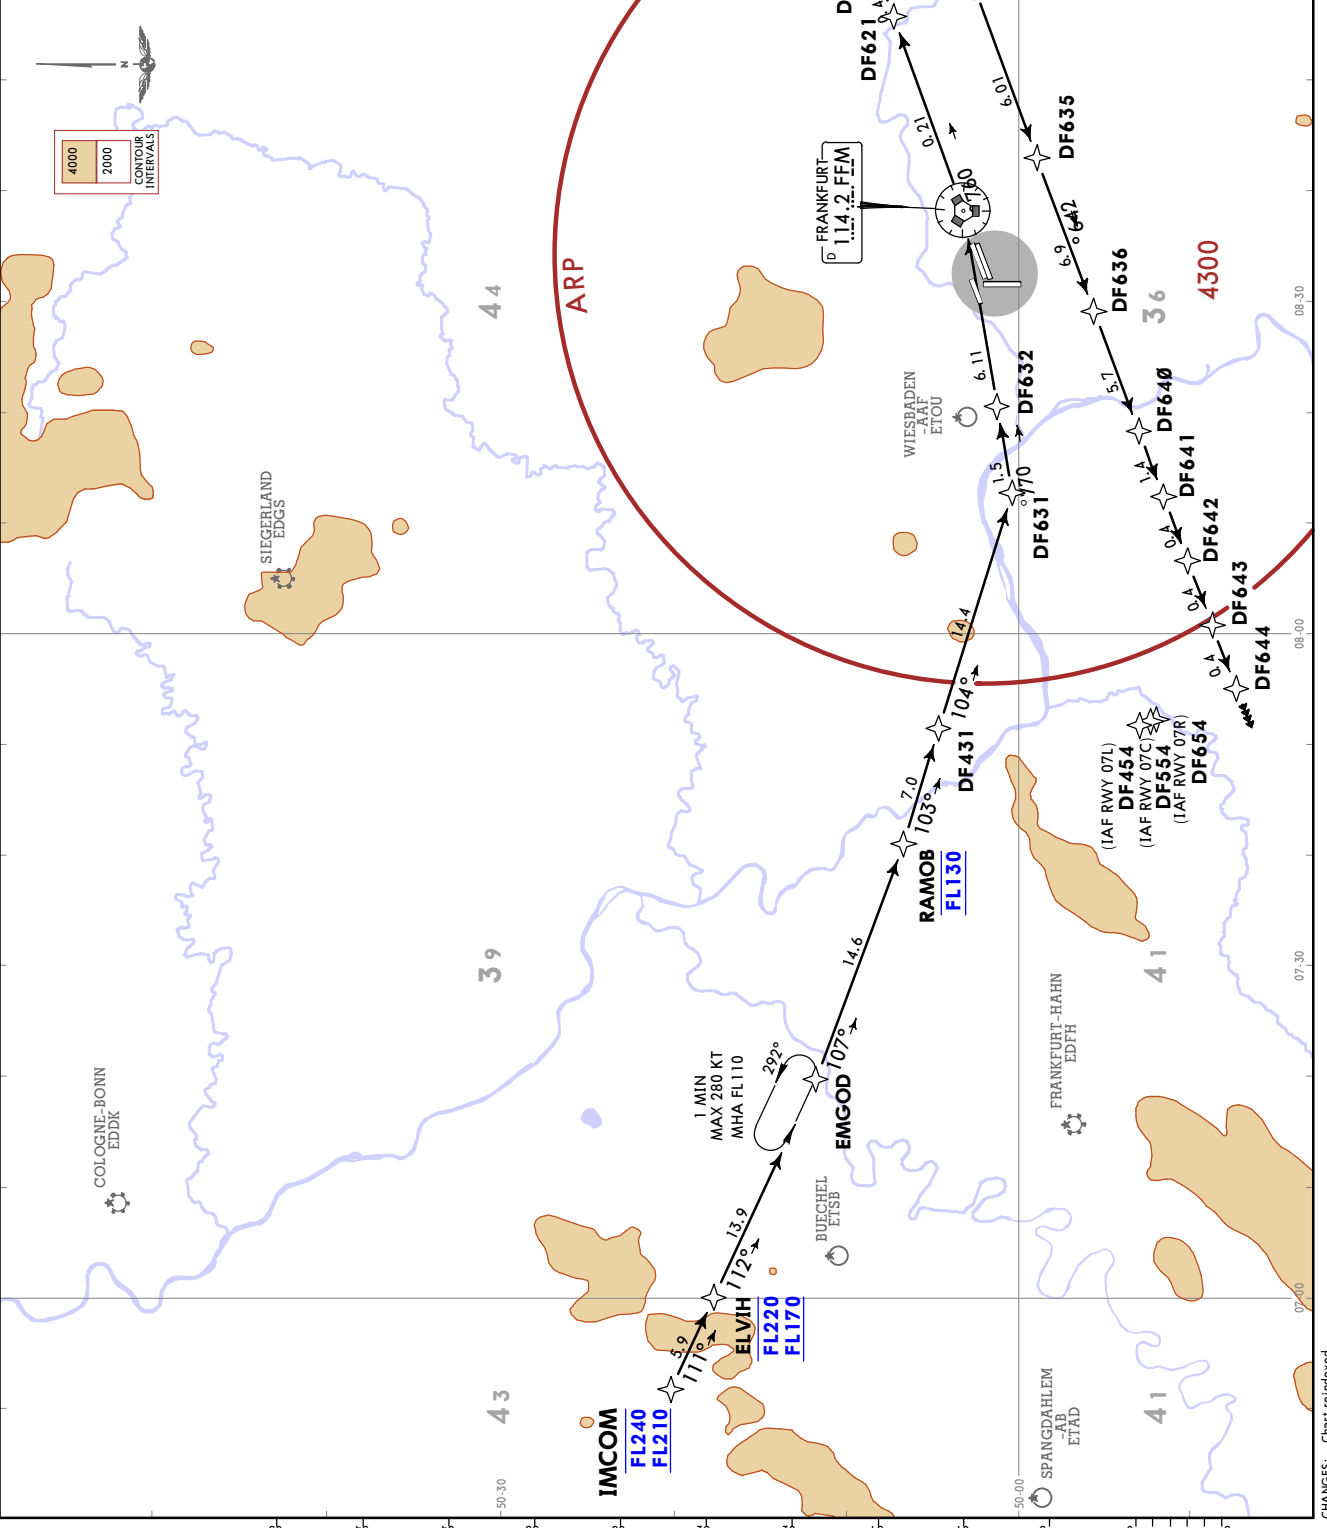 4000
2000
CONTOUR
INTERVALS
N
COLOGNE-BONN
EDDK
SIEGERLAND
EDGS
44
39
43
41
41
36
4300
ARP
D FRANKFURT
114.2 FFM
WIESBADEN
-AAF
ETOU
FRANKFURT-HAHN
EDFH
BUECHEL
ETSB
SPANGDAHLEM
-AB
ETAD
IMCOM
FL240
FL210
5.9
111°
ELVIH
FL220
FL170
13.9
112°
1 MIN
MAX 280 KT
MHA FL110
292°
EMGOD
107°
14.6
RAMOB
FL130
103°
7.0
DF431
104°
14.4
DF631
1.5
DF632
6.11
DF621
0.21
6.01
DF635
6.9
DF636
5.7
DF640
1.A
DF641
0.A
DF642
0.A
DF643
0.A
DF644
(IAF RWY 07L)
DF454
(IAF RWY 07C)
DF554
(IAF RWY 07R)
DF654
50-30
50-00
07-00
07-30
08-00
08-30